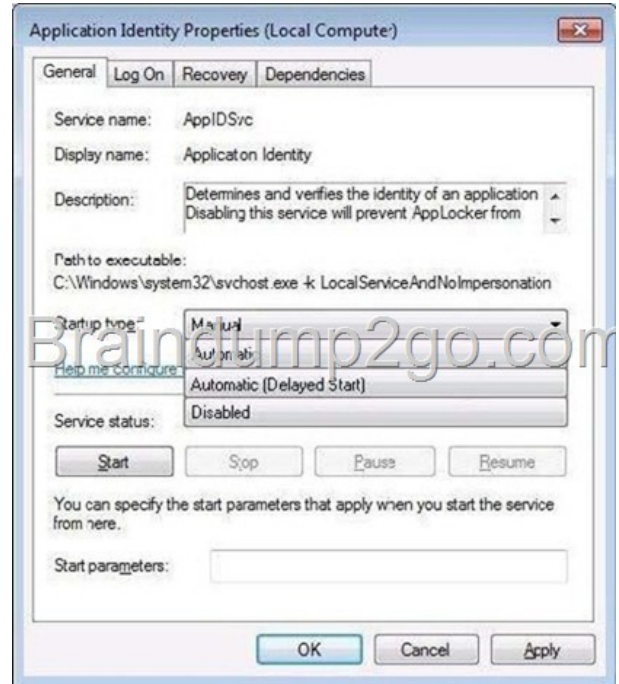 Application Identity Properties (Local Computer)
General Log On Recovery Dependencies
Service name: AppIDSvc
Display name: Application Identity
Description: Determines and verifies the identity of an application
Disabling this service will prevent AppLocker from
Path to executable:
C:\Windows\system32\svchost.exe -k LocalServiceAndNoImpersonation
Startup type: Manual
Automatic
Help me configure
Automatic (Delayed Start)
Disabled
Braindump2go.com
Service status:
Start Stop Pause Resume
You can specify the start parameters that apply when you start the service
from here.
Start parameters:
OK Cancel Apply